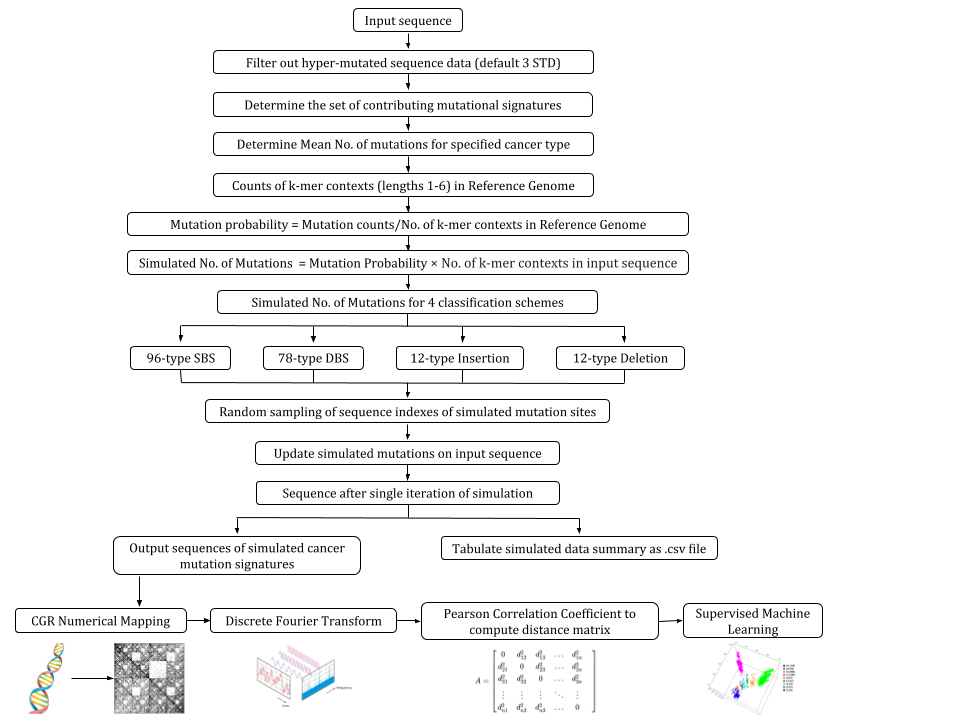 Input sequence
Filter out hyper-mutated sequence data (default 3 STD)
Determine the set of contributing mutational signatures
Determine Mean No. of mutations for specified cancer type
Counts of k-mer contexts (lengths 1-6) in Reference Genome
Mutation probability = Mutation counts/No. of k-mer contexts in Reference Genome
Simulated No. of Mutations = Mutation Probability × No. of k-mer contexts in input sequence
Simulated No. of Mutations for 4 classification schemes
96-type SBS
78-type DBS
12-type Insertion
12-type Deletion
Random sampling of sequence indexes of simulated mutation sites
Update simulated mutations on input sequence
Sequence after single iteration of simulation
Output sequences of simulated cancer
mutation signatures
Tabulate simulated data summary as .csv file
CGR Numerical Mapping
Discrete Fourier Transform
Pearson Correlation Coefficient to
compute distance matrix
Supervised Machine
Learning